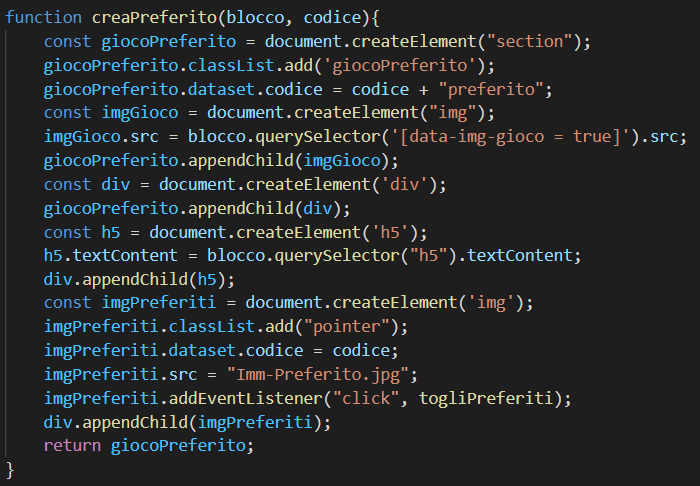 function creaPreferito(blocco, codice){
    const giocoPreferito = document.createElement("section");
    giocoPreferito.classList.add('giocoPreferito');
    giocoPreferito.dataset.codice = codice + "preferito";
    const imgGioco = document.createElement("img");
    imgGioco.src = blocco.querySelector('[data-img-gioco = true]').src;
    giocoPreferito.appendChild(imgGioco);
    const div = document.createElement('div');
    giocoPreferito.appendChild(div);
    const h5 = document.createElement('h5');
    h5.textContent = blocco.querySelector("h5").textContent;
    div.appendChild(h5);
    const imgPreferiti = document.createElement('img');
    imgPreferiti.classList.add("pointer");
    imgPreferiti.dataset.codice = codice;
    imgPreferiti.src = "Imm-Preferito.jpg";
    imgPreferiti.addEventListener("click", togliPreferiti);
    div.appendChild(imgPreferiti);
    return giocoPreferito;
}